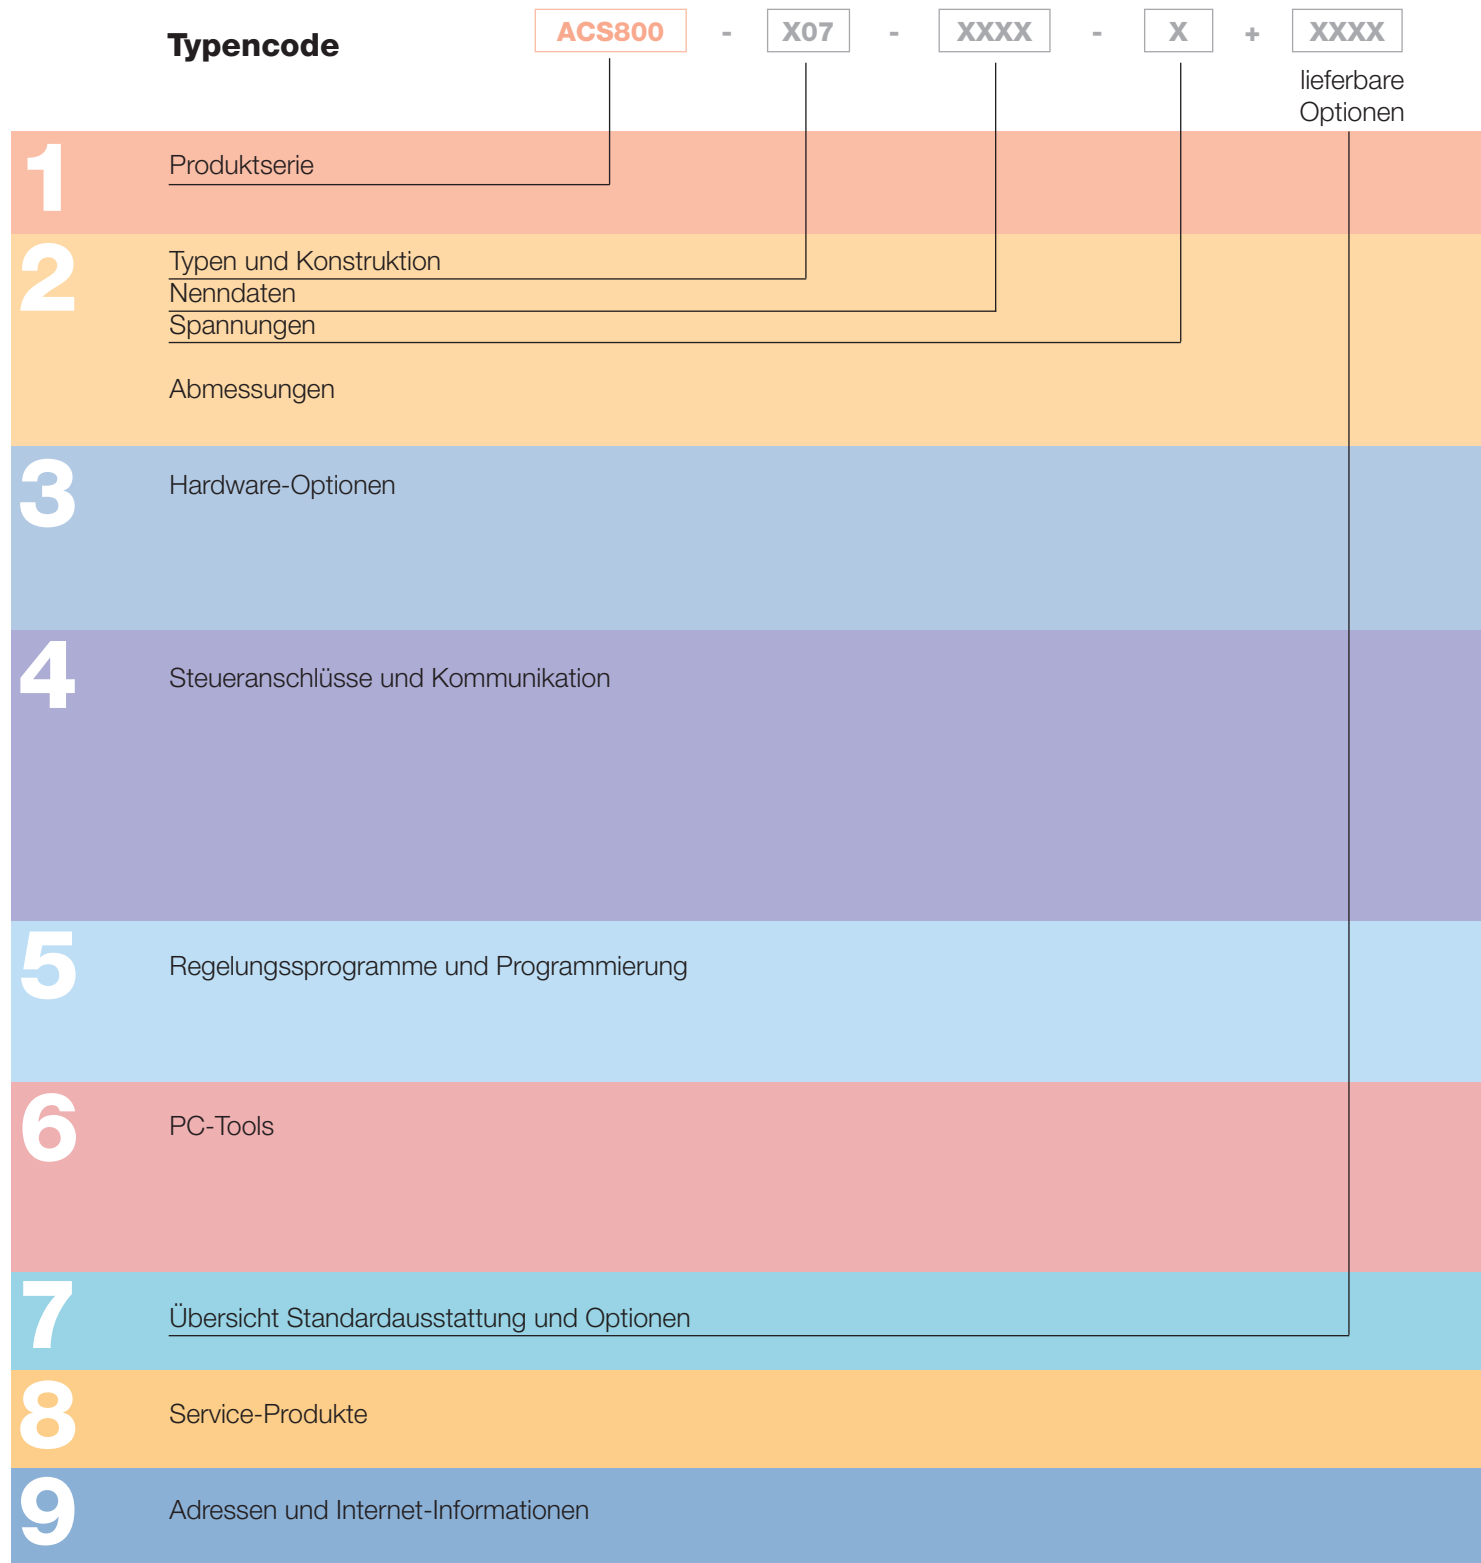 Typencode ACS800 - X07 - XXXX - X + XXXX
lieferbare
Optionen
1 Produktserie
2 Typen und Konstruktion
Nenndaten
Spannungen
Abmessungen
3 Hardware-Optionen
4 Steueranschlüsse und Kommunikation
5 Regelungssprogramme und Programmierung
6 PC-Tools
7 Übersicht Standardausstattung und Optionen
8 Service-Produkte
9 Adressen und Internet-Informationen